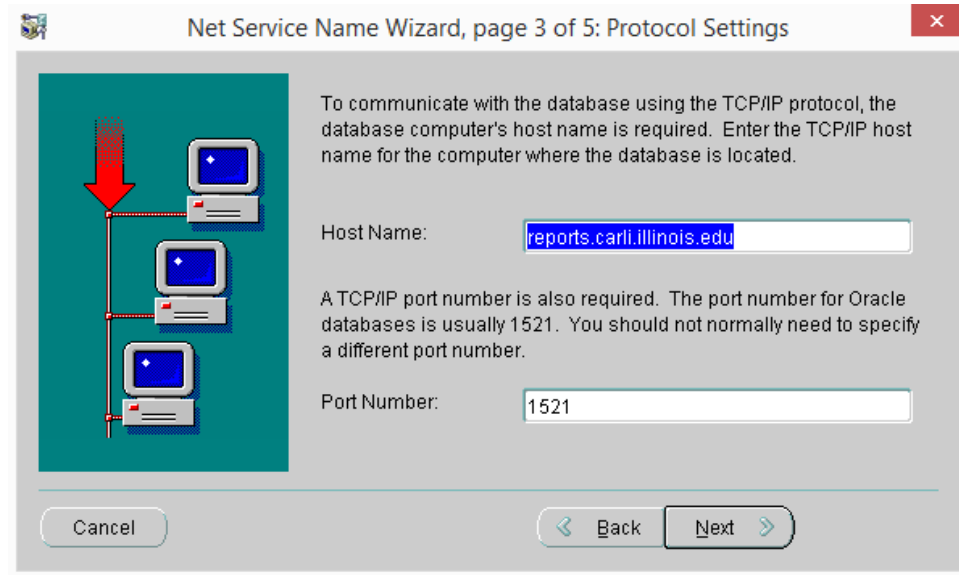 Net Service Name Wizard, page 3 of 5: Protocol Settings
To communicate with the database using the TCP/IP protocol, the
database computer's host name is required. Enter the TCP/IP host
name for the computer where the database is located.
Host Name:
reports.carli.illinois.edu
A TCP/IP port number is also required. The port number for Oracle
databases is usually 1521. You should not normally need to specify
a different port number.
Port Number:
1521
Cancel
Back
Next